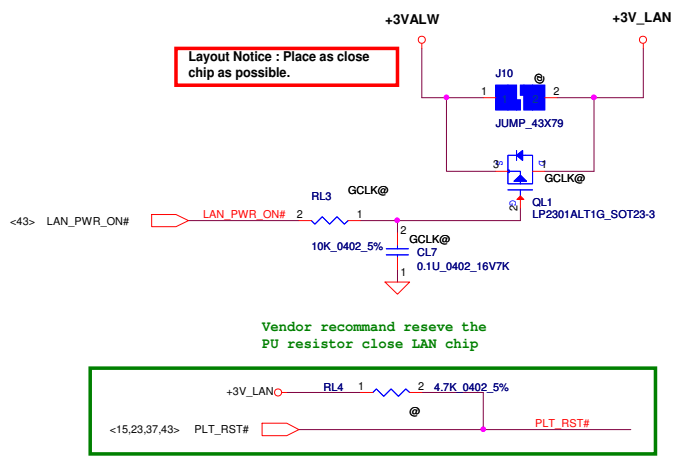 +3VALW
+3V_LAN
Layout Notice : Place as close
chip as possible.
J10
@
1
2
JUMP_43X79
3
1
GCLK@
2
QL1
LP2301ALT1G_SOT23-3
<43> LAN_PWR_ON#
LAN_PWR_ON#
2
RL3
1
GCLK@
10K_0402_5%
2
GCLK@
CL7
0.1U_0402_16V7K
1
Vendor recommand reseve the
PU resistor close LAN chip
+3V_LAN
RL4
1
2
4.7K_0402_5%
@
<15,23,37,43> PLT_RST#
PLT_RST#